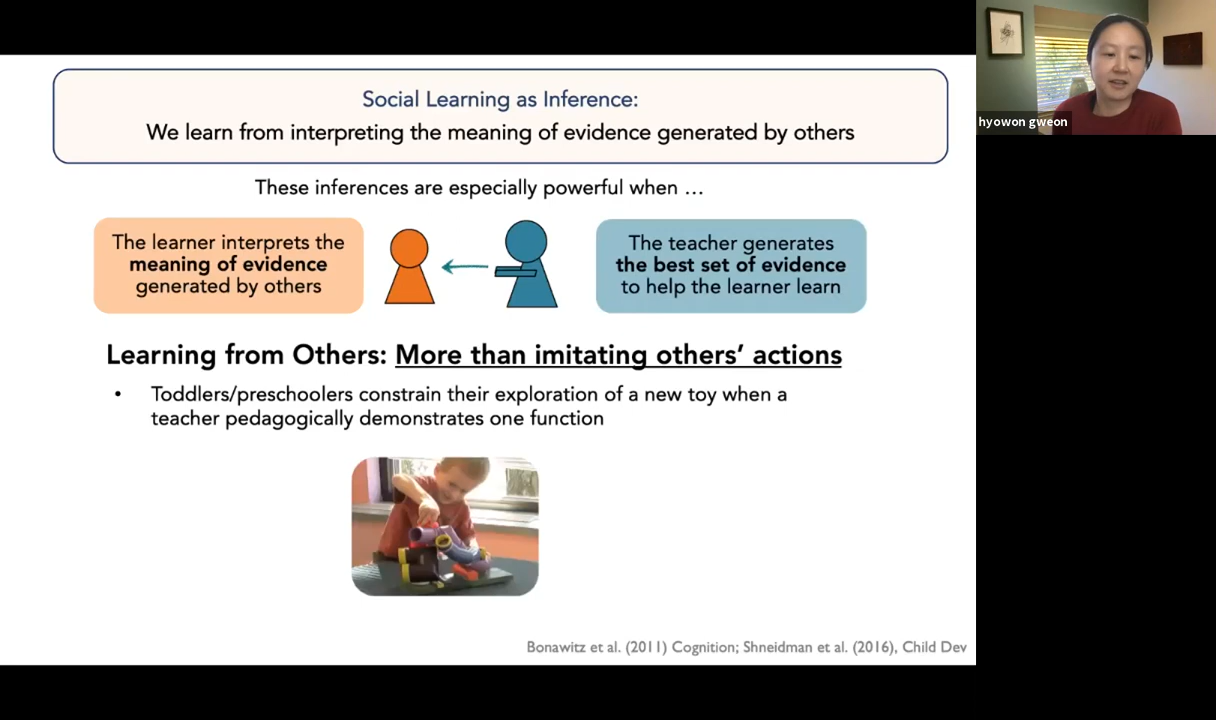 Social Learning as Inference:
We learn from interpreting the meaning of evidence generated by others
These inferences are especially powerful when …
The learner interprets the
meaning of evidence
generated by others
The teacher generates
the best set of evidence
to help the learner learn
Learning from Others: More than imitating others’ actions
• Toddlers/preschoolers constrain their exploration of a new toy when a
teacher pedagogically demonstrates one function
Bonawitz et al. (2011) Cognition; Shneidman et al. (2016), Child Dev
hyowon gweon